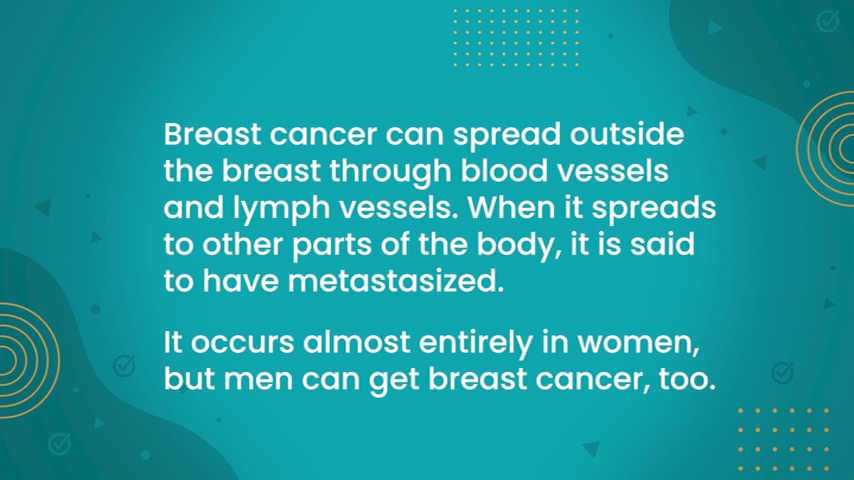 Breast cancer can spread outside
the breast through blood vessels
and lymph vessels. When it spreads
to other parts of the body, it is said
to have metastasized.
It occurs almost entirely in women,
but men can get breast cancer, too.